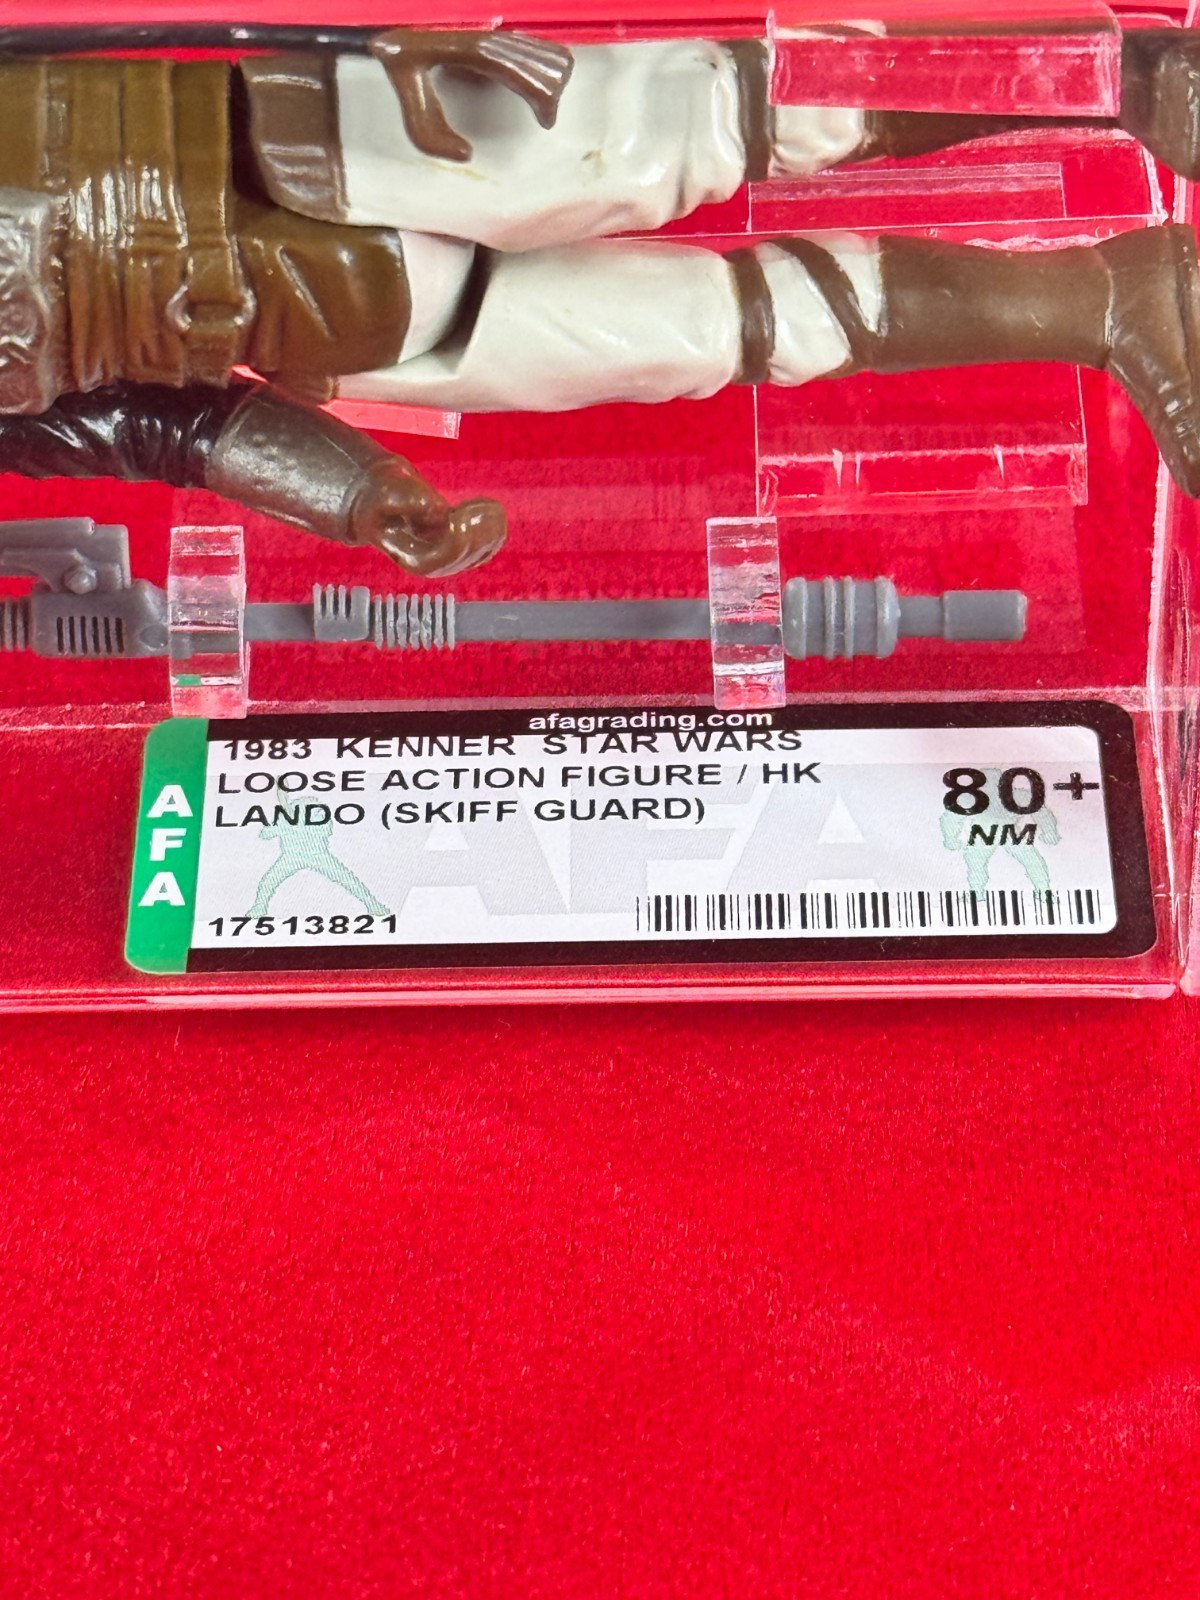 afagrading.com
1983 KENNER STAR WARS
LOOSE ACTION FIGURE / HK
LANDO (SKIFF GUARD)
80+
NM
AFA
17513821
AFA